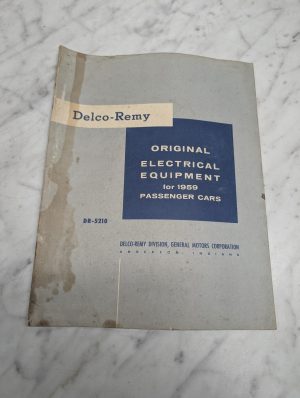 Delco-Remy
ORIGINAL
ELECTRICAL
EQUIPMENT
for 1959
PASSENGER CARS
DR-5210
DELCO-REMY DIVISION, GENERAL MOTORS CORPORATION
ANDERSON, INDIANA